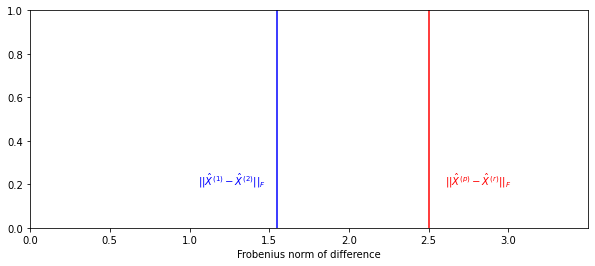 1.0
0.8
0.6
0.4
0.2
0.0
||X̂⁽¹⁾ − X̂⁽²⁾||_F
||X̂⁽ᵖ⁾ − X̂⁽ʳ⁾||_F
0.0 0.5 1.0 1.5 2.0 2.5 3.0
Frobenius norm of difference